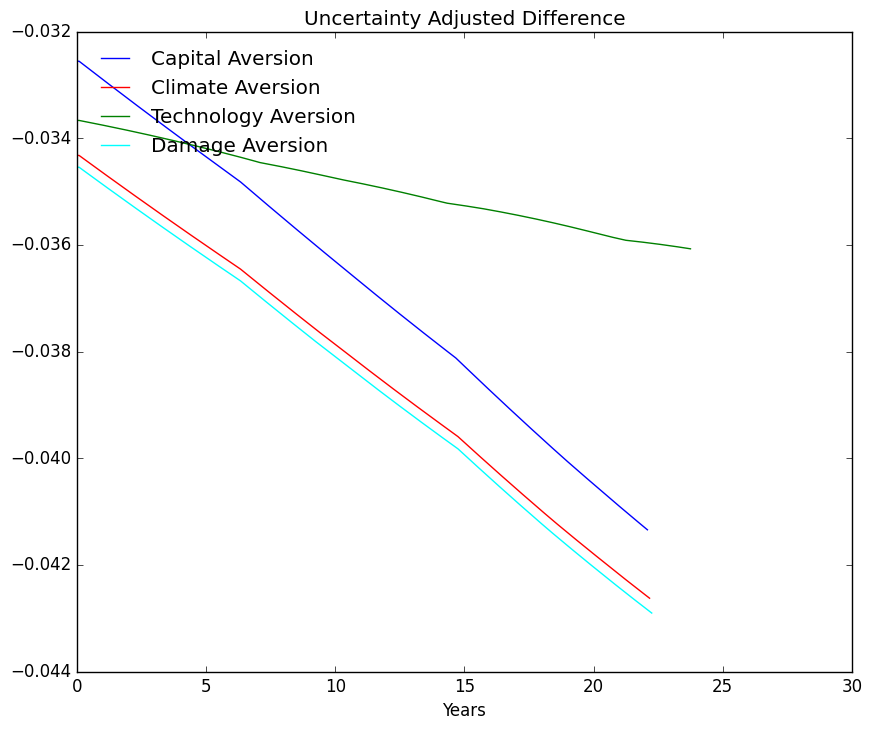 Uncertainty Adjusted Difference
−0.032
−0.034
−0.036
−0.038
−0.040
−0.042
−0.044
Capital Aversion
Climate Aversion
Technology Aversion
Damage Aversion
0 5 10 15 20 25 30
Years